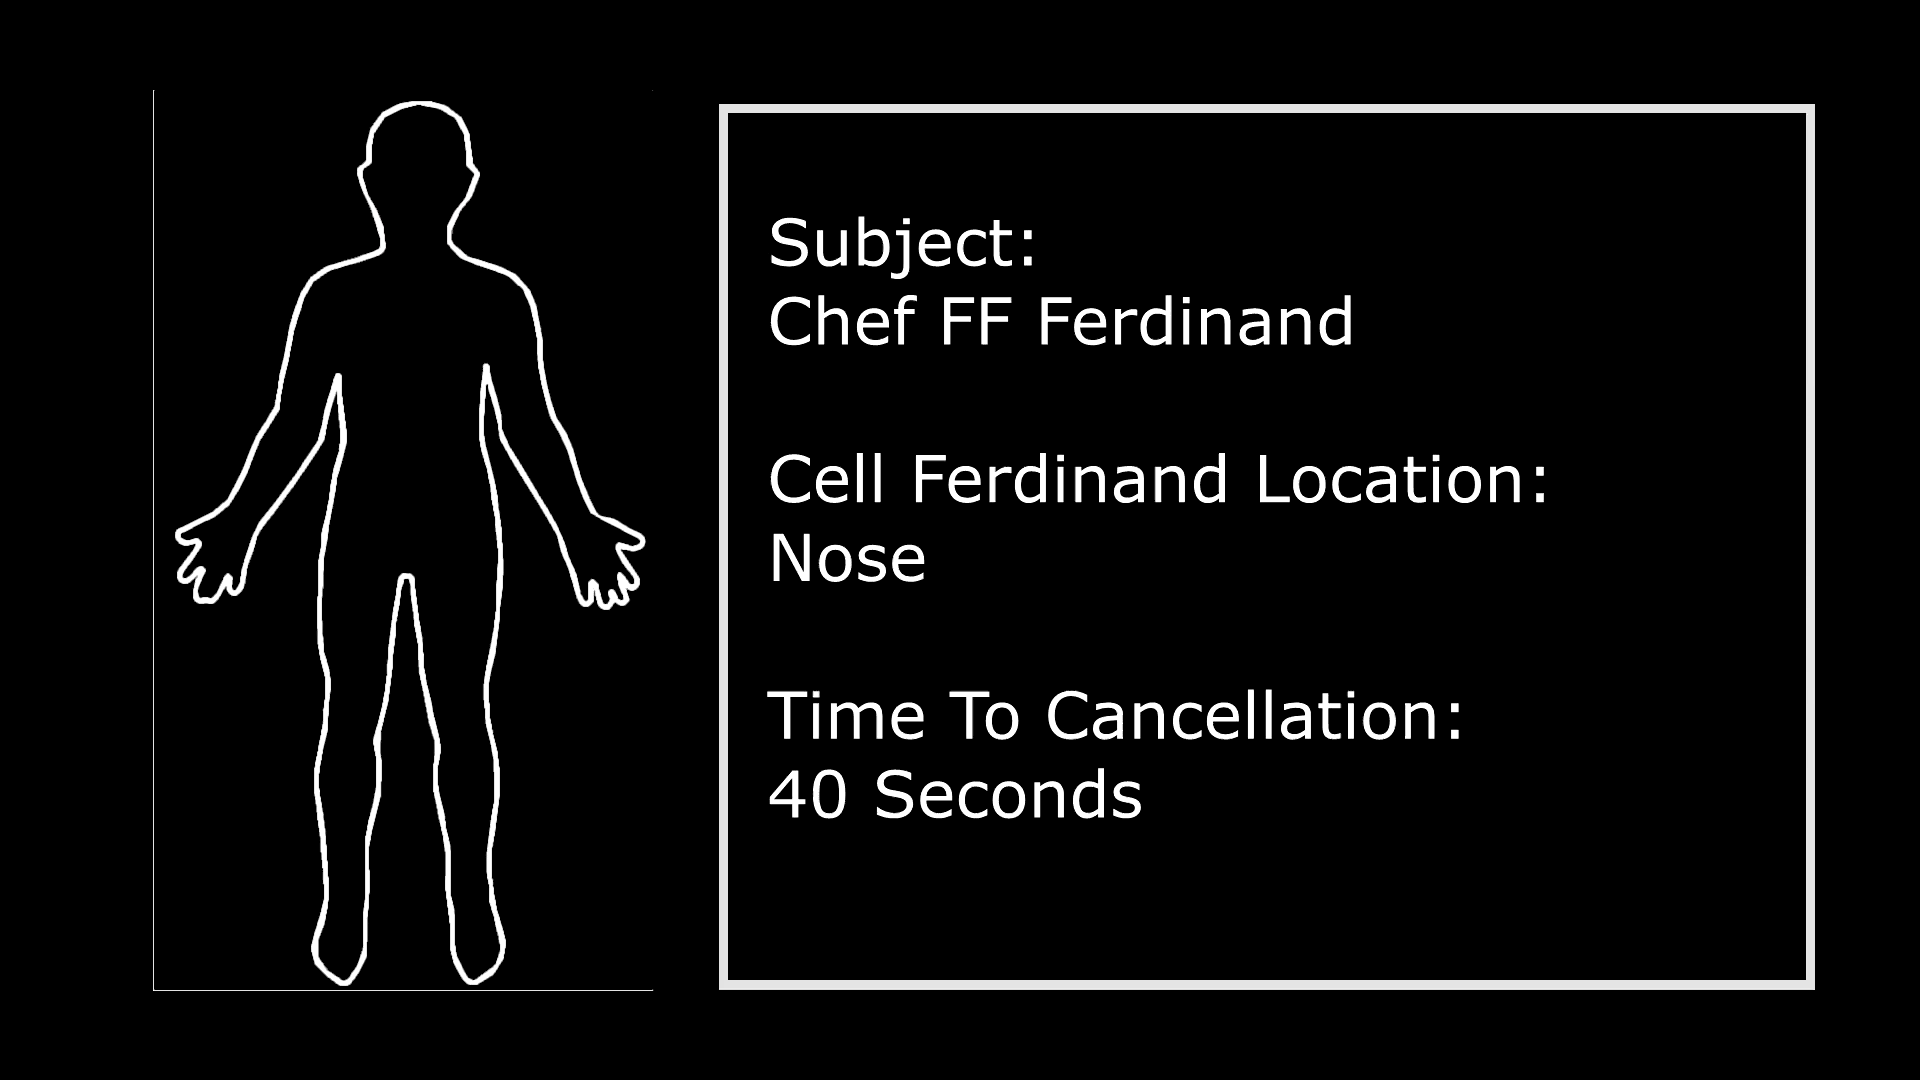 Subject:
Chef FF Ferdinand
Cell Ferdinand Location:
Nose
Time To Cancellation:
40 Seconds